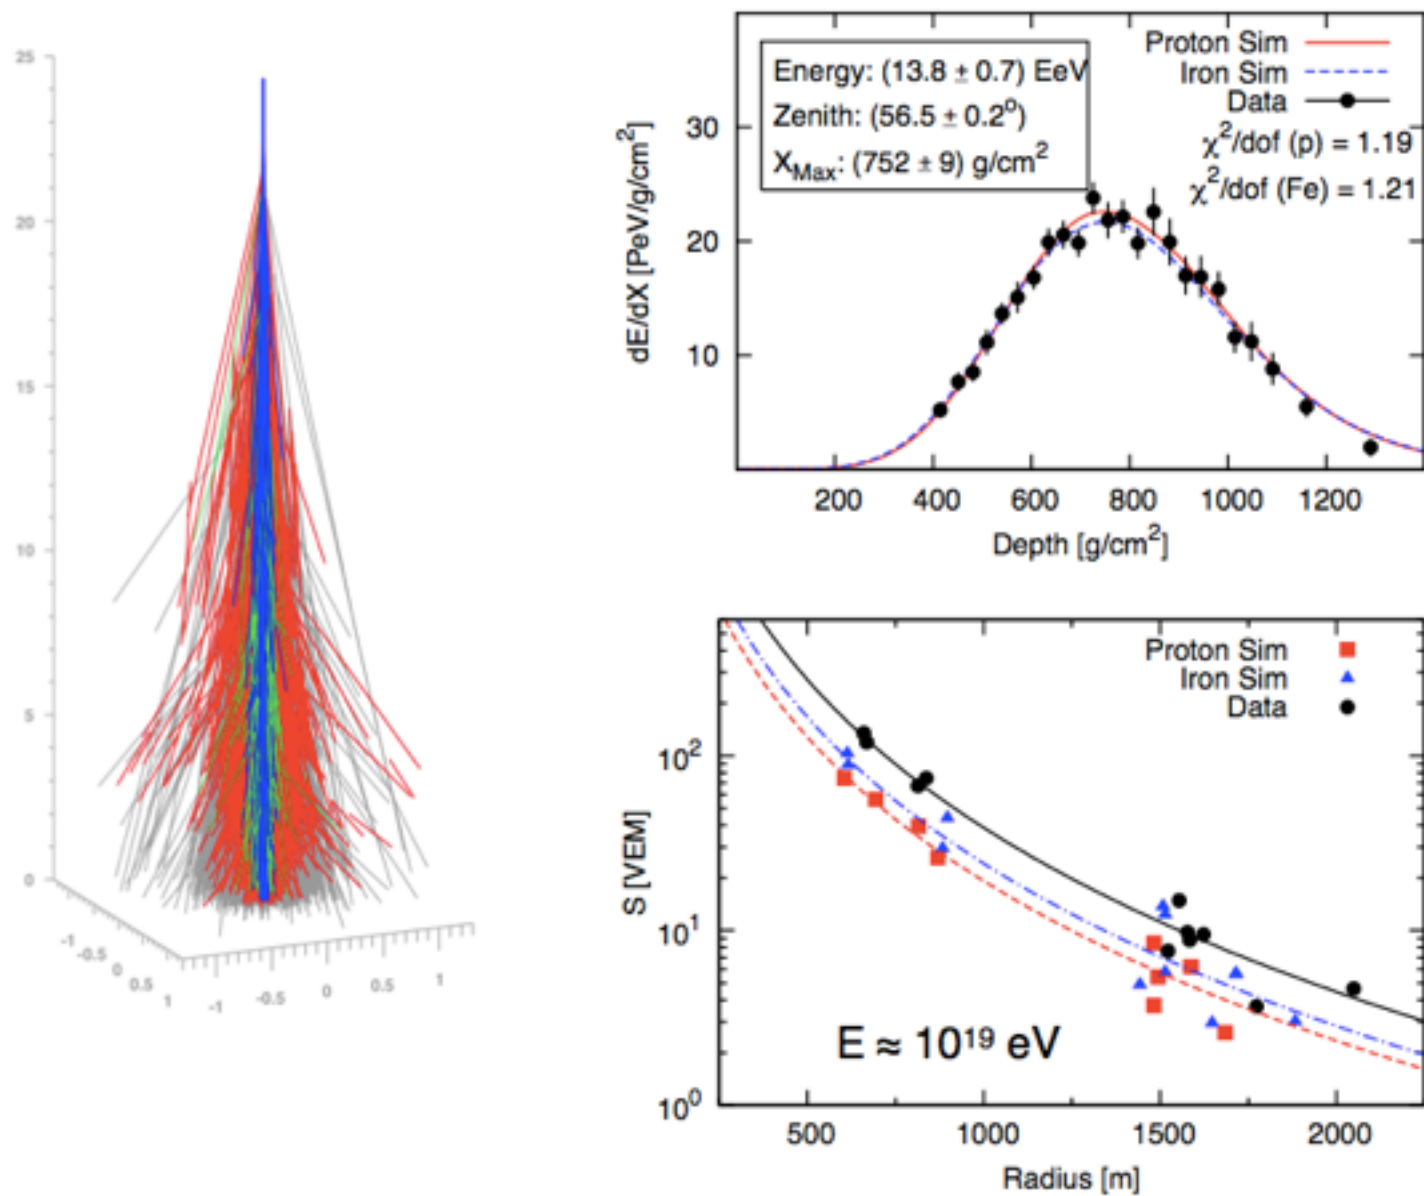 25
20
15
10
5
0
-1
-0.5
0
0.5
1
-1
-0.5
0
0.5
1
Energy: (13.8 ± 0.7) EeV
Zenith: (56.5 ± 0.2°)
X_Max: (752 ± 9) g/cm²
Proton Sim
Iron Sim
Data
χ²/dof (p) = 1.19
χ²/dof (Fe) = 1.21
dE/dX [PeV/g/cm²]
30
20
10
200 400 600 800 1000 1200
Depth [g/cm²]
Proton Sim
Iron Sim
Data
S [VEM]
10²
10¹
10⁰
E ≈ 10¹⁹ eV
500 1000 1500 2000
Radius [m]